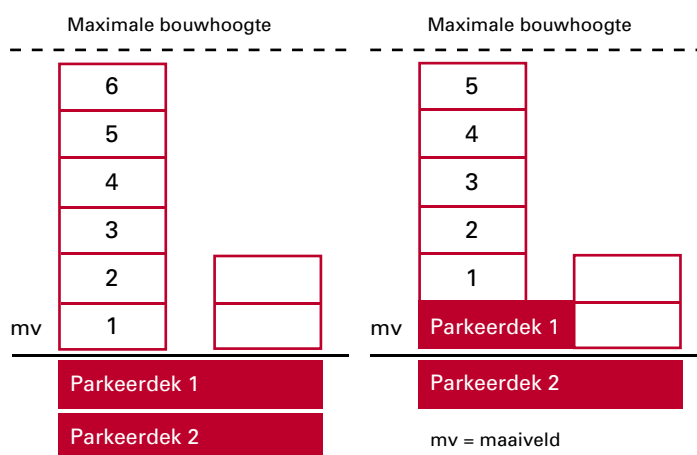 Maximale bouwhoogte
6
5
4
3
2
mv 1
Parkeerdek 1
Parkeerdek 2
Maximale bouwhoogte
5
4
3
2
1
mv Parkeerdek 1
Parkeerdek 2
mv = maaiveld